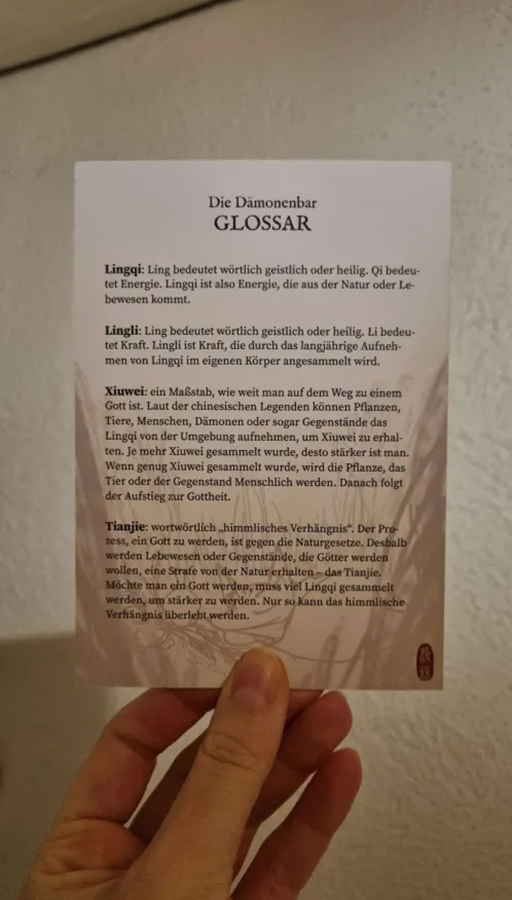 Die Dämonenbar
GLOSSAR
Lingqi: Ling bedeutet wörtlich geistlich oder heilig. Qi bedeu-
tet Energie. Lingqi ist also Energie, die aus der Natur oder Le-
bewesen kommt.
Lingli: Ling bedeutet wörtlich geistlich oder heilig. Li bedeu-
tet Kraft. Lingli ist Kraft, die durch das langjährige Aufneh-
men von Lingqi im eigenen Körper angesammelt wird.
Xiuwei: ein Maßstab, wie weit man auf dem Weg zu einem
Gott ist. Laut der chinesischen Legenden können Pflanzen,
Tiere, Menschen, Dämonen oder sogar Gegenstände das
Lingqi von der Umgebung aufnehmen, um Xiuwei zu erhal-
ten. Je mehr Xiuwei gesammelt wurde, desto stärker ist man.
Wenn genug Xiuwei gesammelt wurde, wird die Pflanze, das
Tier oder der Gegenstand Menschlich werden. Danach folgt
der Aufstieg zur Gottheit.
Tianjie: wortwörtlich „himmlisches Verhängnis“. Der Pro-
zess, ein Gott zu werden, ist gegen die Naturgesetze. Deshalb
werden Lebewesen oder Gegenstände, die Götter werden
wollen, eine Strafe von der Natur erhalten – das Tianjie.
Möchte man ein Gott werden, muss viel Lingqi gesammelt
werden, um stärker zu werden. Nur so kann das himmlische
Verhängnis überlebt werden.